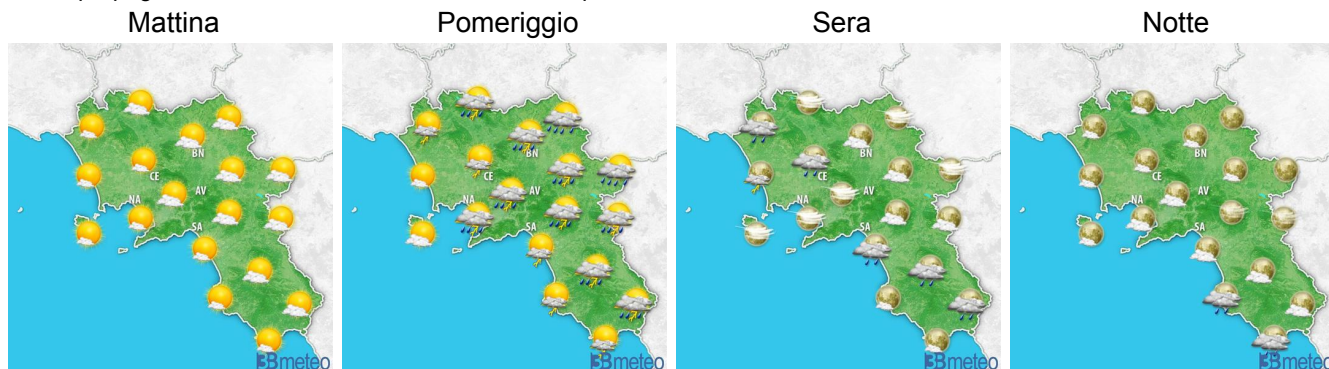 Mattina
Pomeriggio
Sera
Notte
BN
CE
AV
NA
BN
CE
AV
NA
SA
BN
CE
AV
NA
SA
BN
CE
AV
NA
SA
3Bmeteo
3Bmeteo
3Bmeteo
3Bmeteo